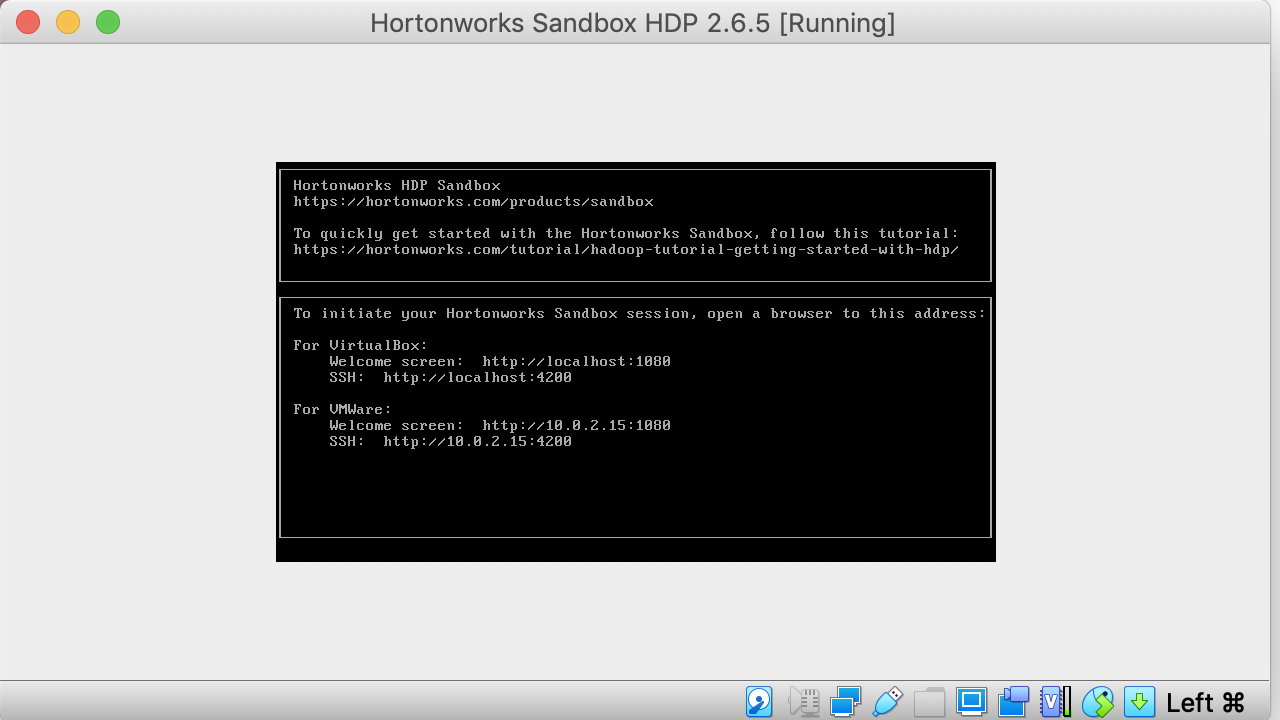 Hortonworks Sandbox HDP 2.6.5 [Running]
Hortonworks HDP Sandbox
https://hortonworks.com/products/sandbox
To quickly get started with the Hortonworks Sandbox, follow this tutorial:
https://hortonworks.com/tutorial/hadoop-tutorial-getting-started-with-hdp/
To initiate your Hortonworks Sandbox session, open a browser to this address:
For VirtualBox:
Welcome screen: http://localhost:1080
SSH: http://localhost:4200
For VMWare:
Welcome screen: http://10.0.2.15:1080
SSH: http://10.0.2.15:4200
V
Left ⌘